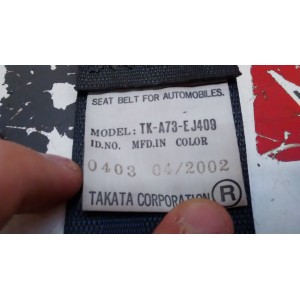 SEAT BELT FOR AUTOMOBILES.
MODEL: TK-A73-EJ409
ID.NO. MFD.IN COLOR
0403 04/2002
TAKATA CORPORATION R